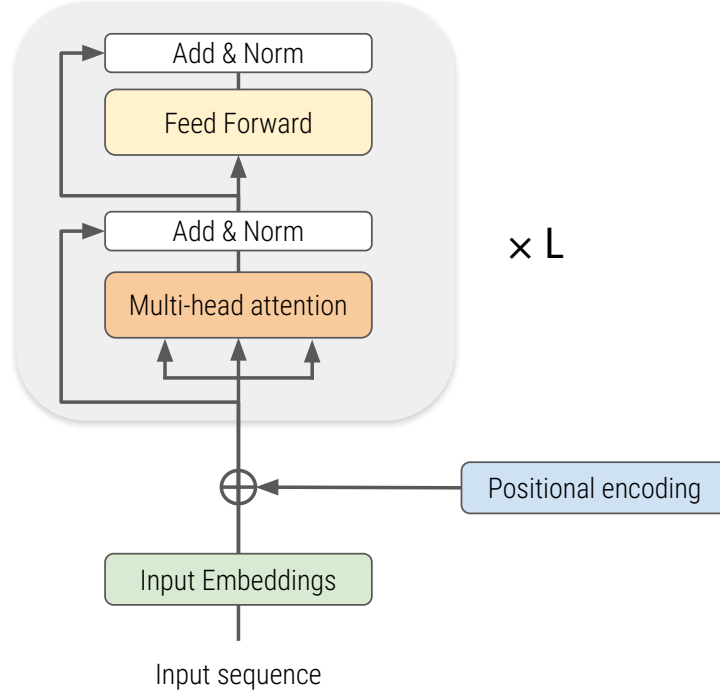 Add & Norm
Feed Forward
Add & Norm
× L
Multi-head attention
Positional encoding
Input Embeddings
Input sequence